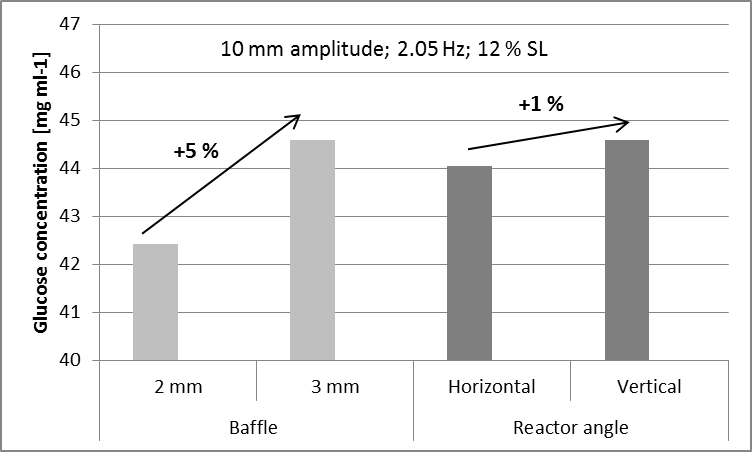 10 mm amplitude; 2.05 Hz; 12 % SL
Glucose concentration [mg ml-1]
47
46
45
44
43
42
41
40
+5 %
+1 %
2 mm
3 mm
Horizontal
Vertical
Baffle
Reactor angle